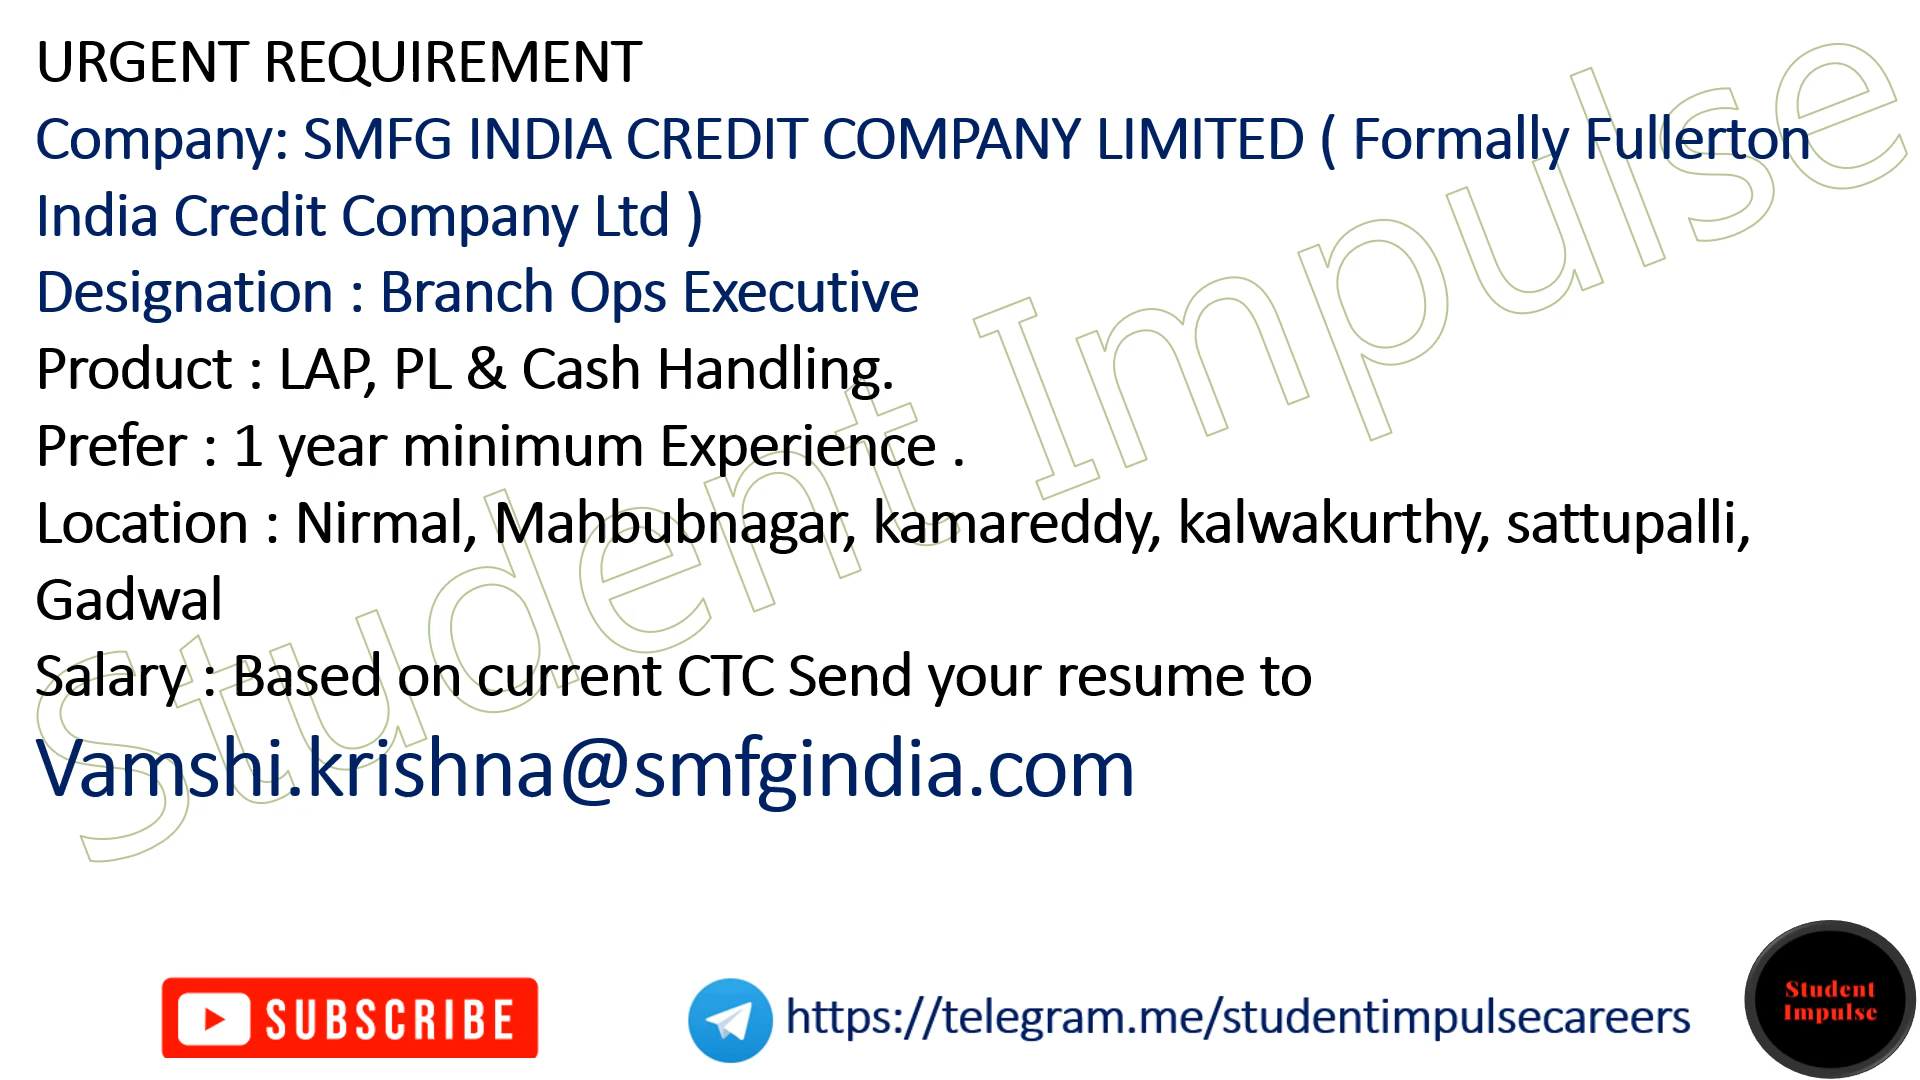 URGENT REQUIREMENT
Company: SMFG INDIA CREDIT COMPANY LIMITED ( Formally Fullerton
India Credit Company Ltd )
Designation : Branch Ops Executive
Product : LAP, PL & Cash Handling.
Prefer : 1 year minimum Experience .
Location : Nirmal, Mahbubnagar, kamareddy, kalwakurthy, sattupalli,
Gadwal
Salary : Based on current CTC Send your resume to
Vamshi.krishna@smfgindia.com
Student Impulse
SUBSCRIBE
https://telegram.me/studentimpulsecareers
Student
Impulse